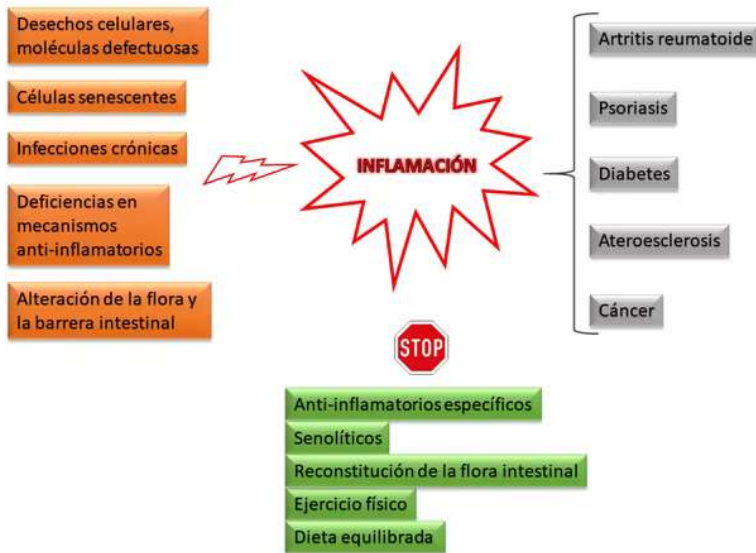 Desechos celulares,
moléculas defectuosas
Células senescentes
Infecciones crónicas
Deficiencias en
mecanismos
anti-inflamatorios
Alteración de la flora y
la barrera intestinal
INFLAMACIÓN
Artritis reumatoide
Psoriasis
Diabetes
Ateroesclerosis
Cáncer
STOP
Anti-inflamatorios específicos
Senolíticos
Reconstitución de la flora intestinal
Ejercicio físico
Dieta equilibrada